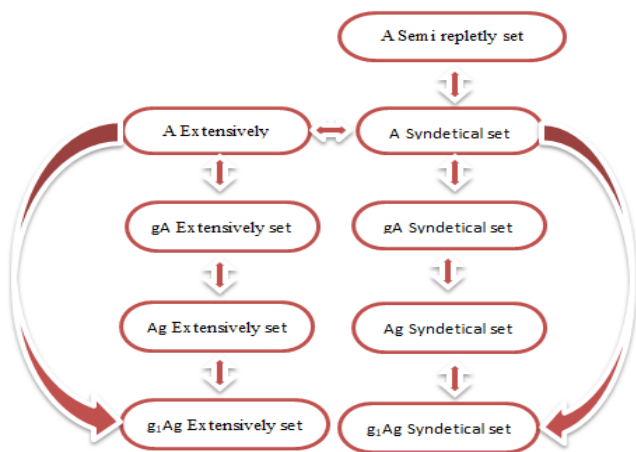 A Semi repletly set
A Extensively
A Syndetical set
gA Extensively set
gA Syndetical set
Ag Extensively set
Ag Syndetical set
g₁Ag Extensively set
g₁Ag Syndetical set